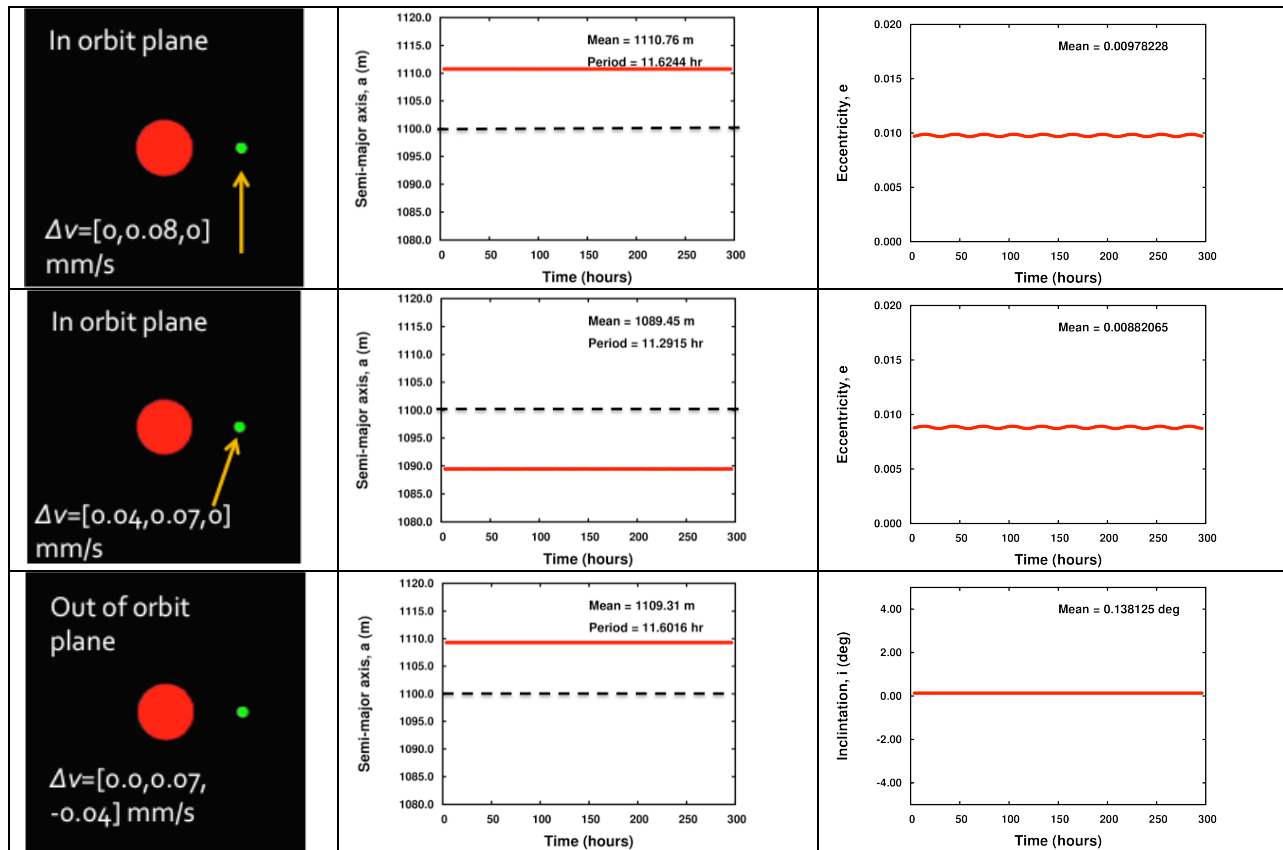 In orbit plane
Δv=[0,0.08,0]
mm/s
1120.0
1115.0
1110.0
1105.0
1100.0
1095.0
1090.0
1085.0
1080.0
Semi-major axis, a (m)
Mean = 1110.76 m
Period = 11.6244 hr
0 50 100 150 200 250 300
Time (hours)
0.020
0.015
0.010
0.005
0.000
Eccentricity, e
Mean = 0.00978228
0 50 100 150 200 250 300
Time (hours)
In orbit plane
Δv=[0.04,0.07,0]
mm/s
1120.0
1115.0
1110.0
1105.0
1100.0
1095.0
1090.0
1085.0
1080.0
Semi-major axis, a (m)
Mean = 1089.45 m
Period = 11.2915 hr
0 50 100 150 200 250 300
Time (hours)
0.020
0.015
0.010
0.005
0.000
Eccentricity, e
Mean = 0.00882065
0 50 100 150 200 250 300
Time (hours)
Out of orbit
plane
Δv=[0.0,0.07,
-0.04] mm/s
1120.0
1115.0
1110.0
1105.0
1100.0
1095.0
1090.0
1085.0
1080.0
Semi-major axis, a (m)
Mean = 1109.31 m
Period = 11.6016 hr
0 50 100 150 200 250 300
Time (hours)
4.00
2.00
0.00
-2.00
-4.00
Inclintation, i (deg)
Mean = 0.138125 deg
0 50 100 150 200 250 300
Time (hours)